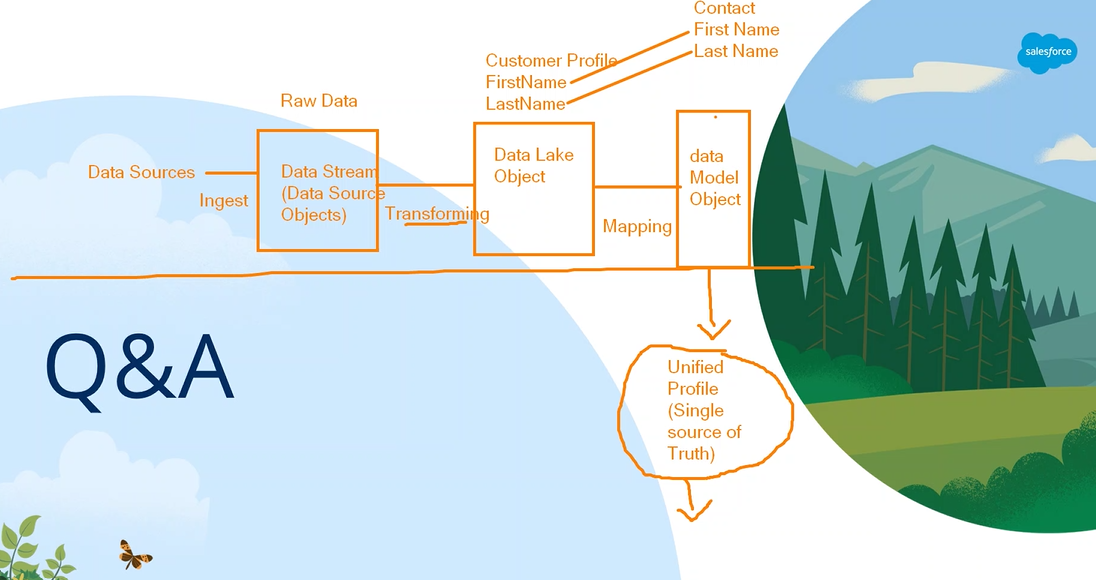 Contact
First Name
Last Name
salesforce
Customer Profile
FirstName
LastName
Raw Data
Data Sources
Ingest
Data Stream
(Data Source
Objects)
Transforming
Data Lake
Object
Mapping
data
Model
Object
Q&A
Unified
Profile
(Single
source of
Truth)